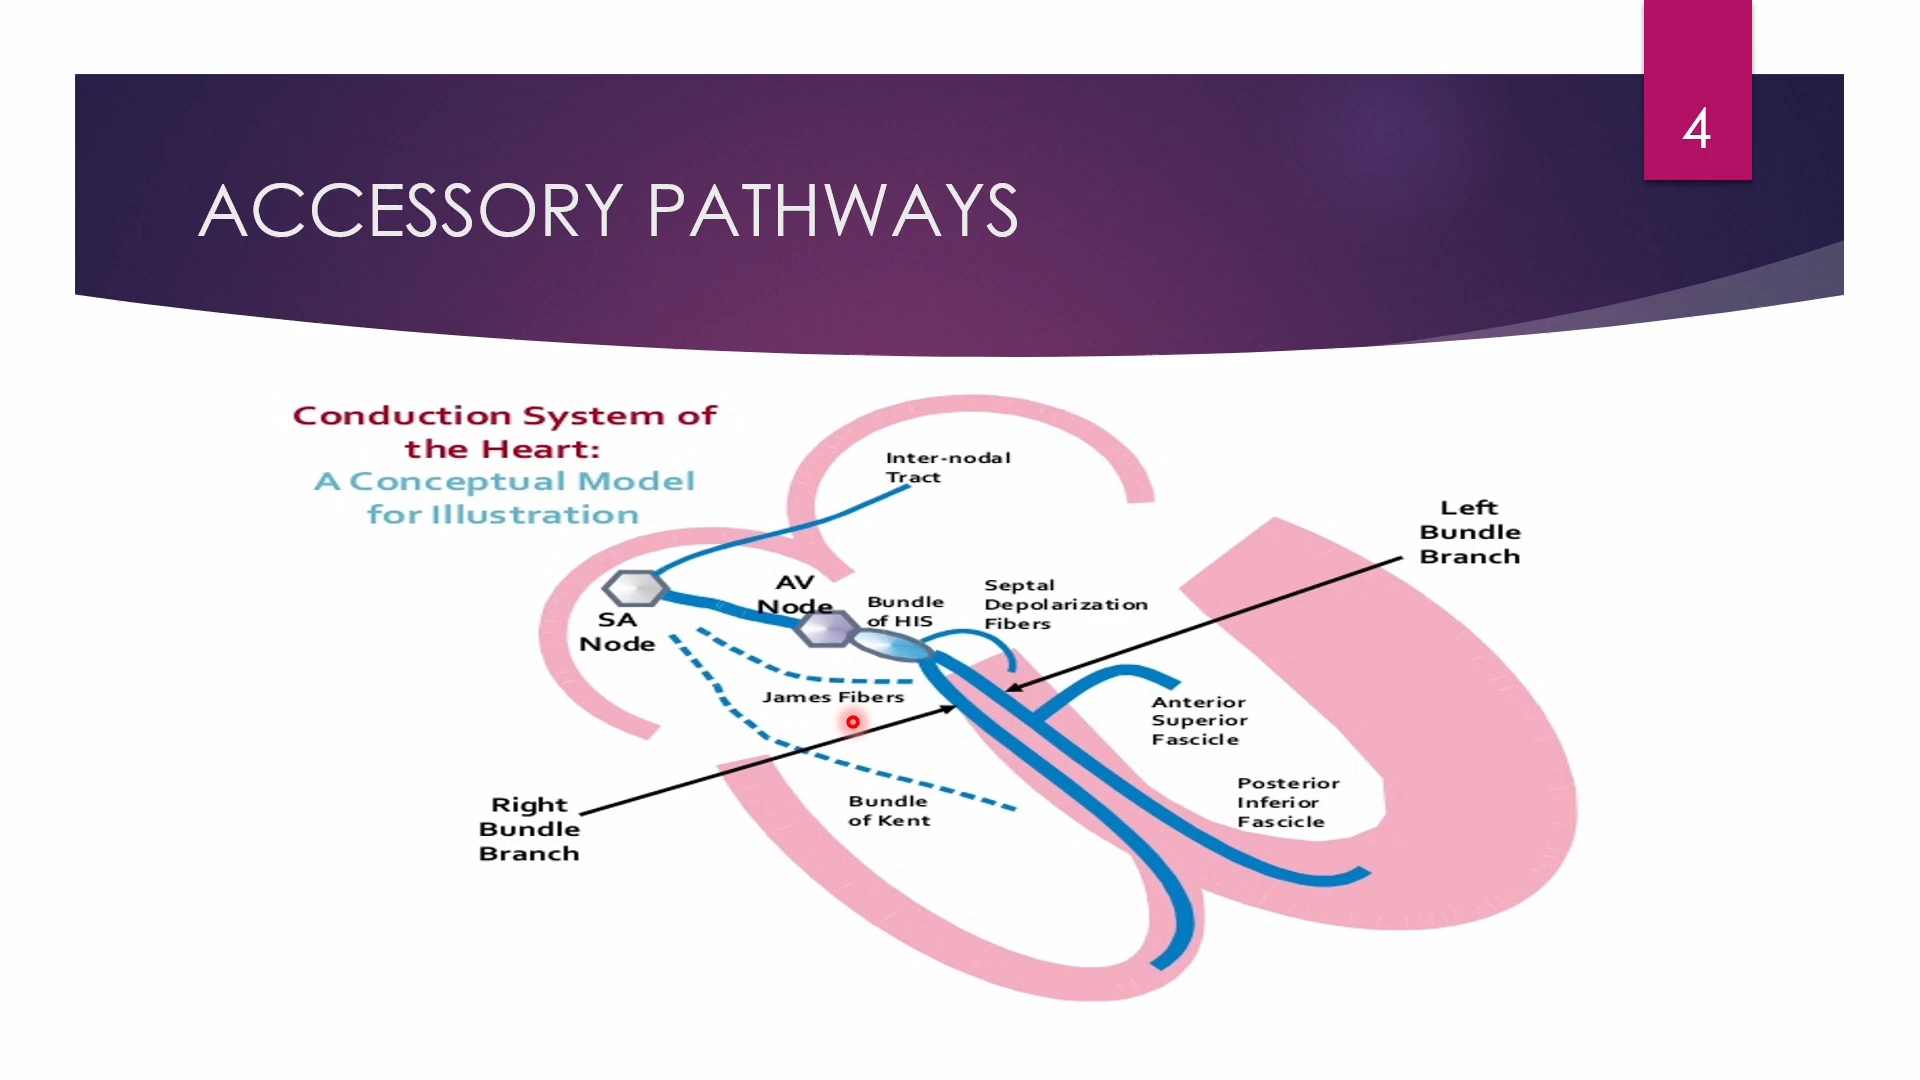 4
ACCESSORY PATHWAYS
Conduction System of
the Heart:
A Conceptual Model
for Illustration
Inter-nodal
Tract
Left
Bundle
Branch
AV
Node
Bundle
of HIS
Septal
Depolarization
Fibers
SA
Node
James Fibers
Anterior
Superior
Fascicle
Posterior
Inferior
Fascicle
Bundle
of Kent
Right
Bundle
Branch